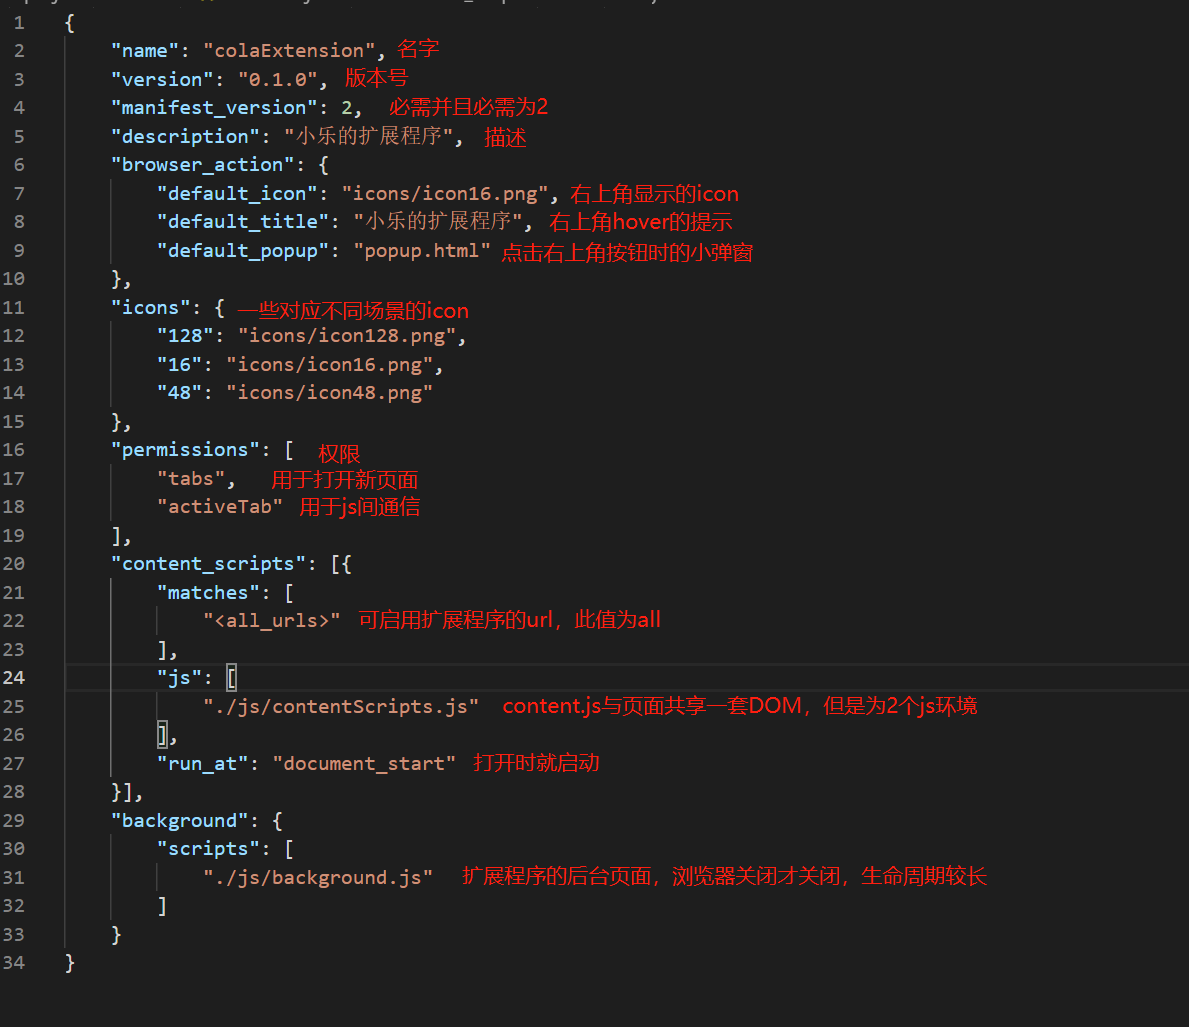 1 {
2 "name": "colaExtension", 名字
3 "version": "0.1.0", 版本号
4 "manifest_version": 2, 必需并且必需为2
5 "description": "小乐的扩展程序", 描述
6 "browser_action": {
7 "default_icon": "icons/icon16.png", 右上角显示的icon
8 "default_title": "小乐的扩展程序", 右上角hover的提示
9 "default_popup": "popup.html" 点击右上角按钮时的小弹窗
10 },
11 "icons": { 一些对应不同场景的icon
12 "128": "icons/icon128.png",
13 "16": "icons/icon16.png",
14 "48": "icons/icon48.png"
15 },
16 "permissions": [ 权限
17 "tabs", 用于打开新页面
18 "activeTab" 用于js间通信
19 ],
20 "content_scripts": [{
21 "matches": [
22 "<all_urls>" 可启用扩展程序的url，此值为all
23 ],
24 "js": [
25 "./js/contentScripts.js" content.js与页面共享一套DOM，但是为2个js环境
26 ],
27 "run_at": "document_start" 打开时就启动
28 }],
29 "background": {
30 "scripts": [
31 "./js/background.js" 扩展程序的后台页面，浏览器关闭才关闭，生命周期较长
32 ]
33 }
34 }